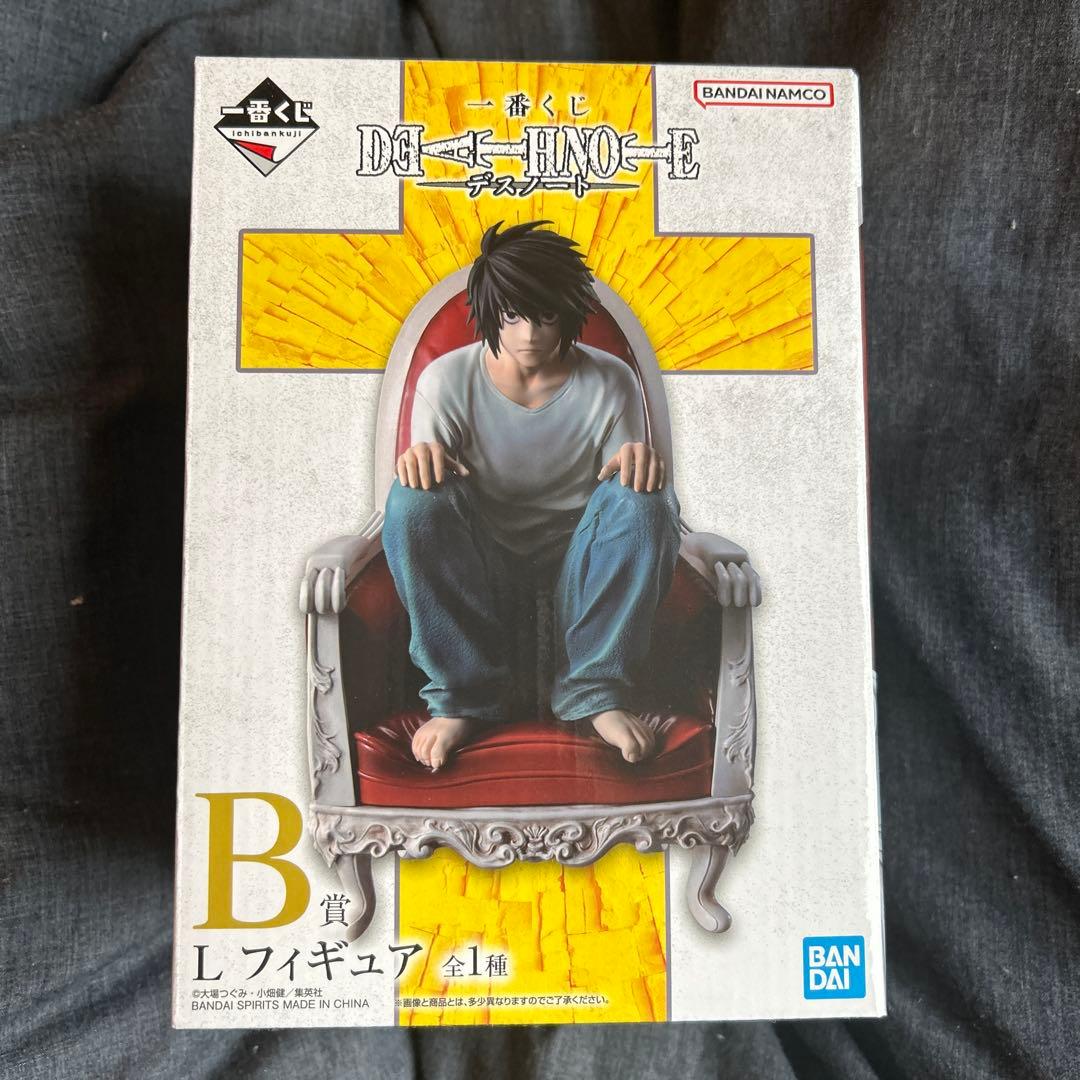 一番くじ
ichibankuji
一番くじ
DEATH NOTE
デスノート
BANDAI NAMCO
B賞
L フィギュア 全1種
©大場つぐみ・小畑健／集英社
BANDAI SPIRITS MADE IN CHINA
※画像と商品とは、多少異なりますのでご了承ください。
BAN
DAI